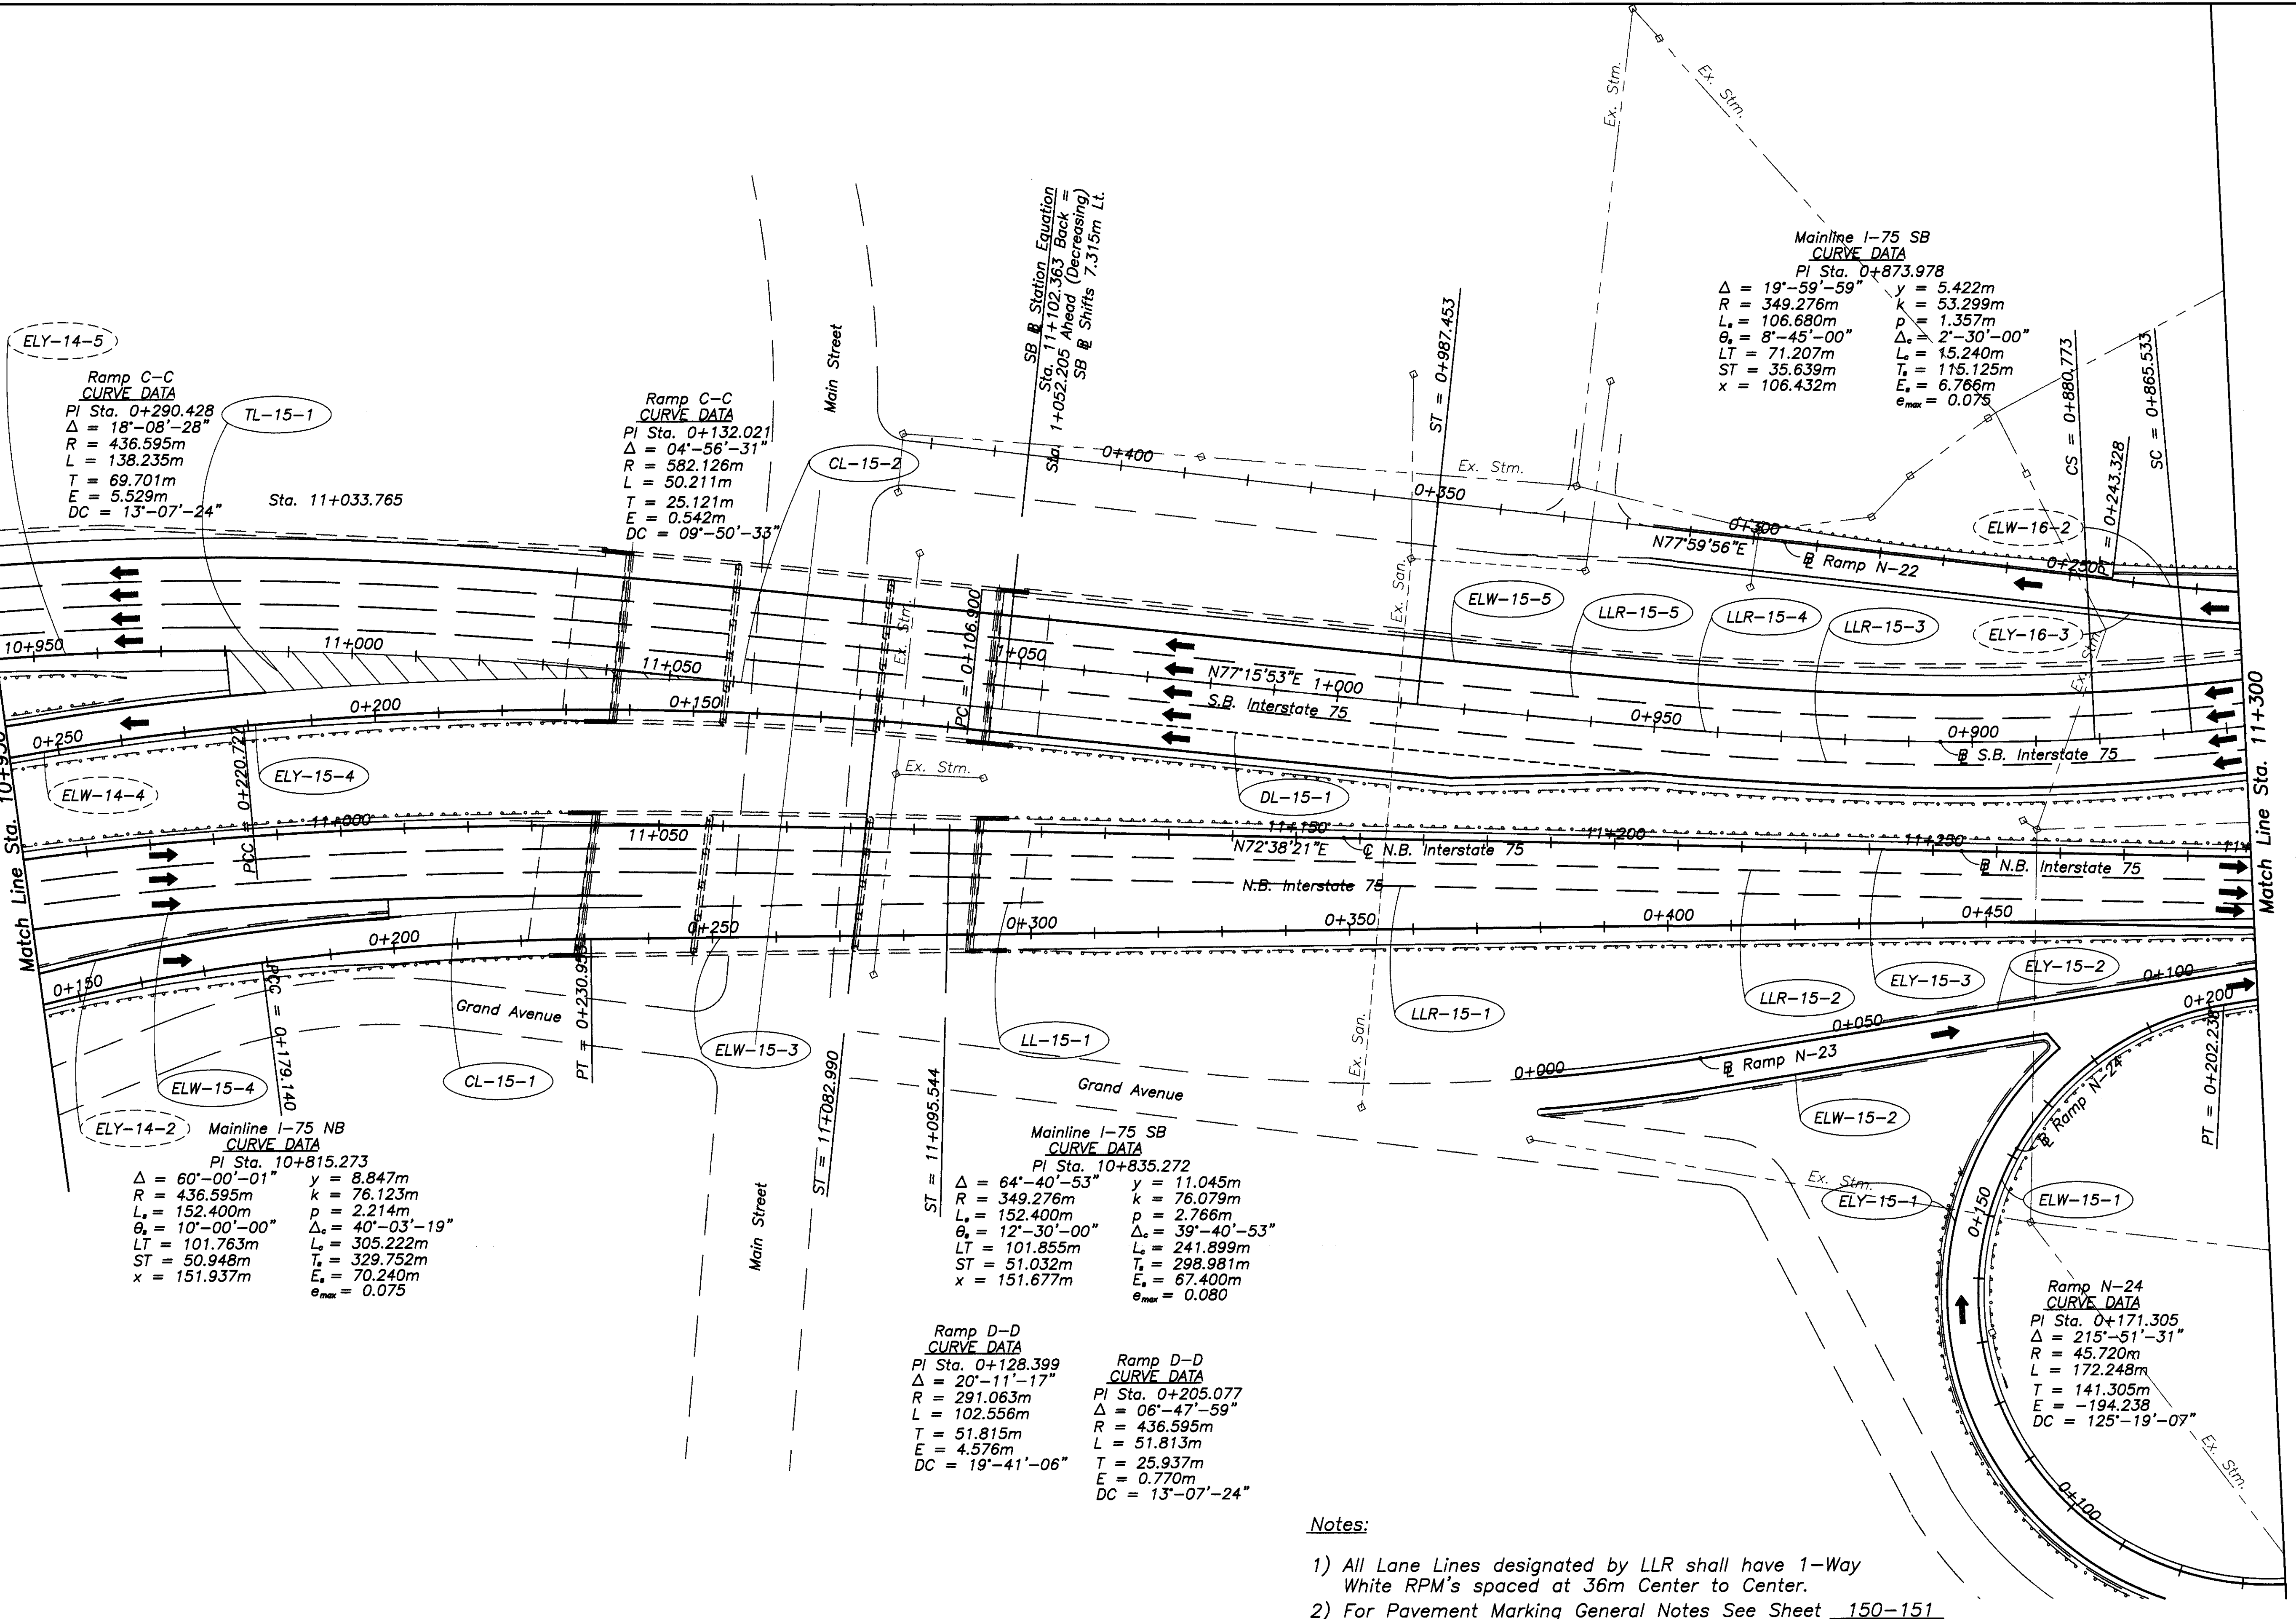 Ex. Stm.
Ex. Stm.
SB ℄ Station Equation
Sta. 11+102.363 Back =
Sta. 1+052.205 Ahead (Decreasing)
SB ℄ Shifts 7.315m Lt.
Mainline I-75 SB
CURVE DATA
PI Sta. 0+873.978
Δ = 19°-59'-59" y = 5.422m
R = 349.276m k = 53.299m
Ls = 106.680m p = 1.357m
θs = 8°-45'-00" Δc = 2°-30'-00"
LT = 71.207m Lc = 15.240m
ST = 35.639m Ts = 115.125m
x = 106.432m Es = 6.766m
emax = 0.075
ST = 0+987.453
CS = 0+880.773
SC = 0+865.533
PT = 0+243.328
ELY-14-5
Ramp C-C
CURVE DATA
PI Sta. 0+290.428
Δ = 18°-08'-28"
R = 436.595m
L = 138.235m
T = 69.701m
E = 5.529m
DC = 13°-07'-24"
TL-15-1
Sta. 11+033.765
Ramp C-C
CURVE DATA
PI Sta. 0+132.021
Δ = 04°-56'-31"
R = 582.126m
L = 50.211m
T = 25.121m
E = 0.542m
DC = 09°-50'-33"
Main Street
CL-15-2
0+400
Ex. Stm.
0+350
0+300
N77°59'56"E
Ramp N-22
0+250
ELW-16-2
ELY-16-3
ELW-15-5
LLR-15-5
LLR-15-4
LLR-15-3
Ex. San.
Ex. Stm.
Ex. Stm.
PC = 0+106.900
10+950
11+000
11+050
1+050
N77°15'53"E
1+000
S.B. Interstate 75
0+950
0+900
S.B. Interstate 75
0+250
0+200
0+150
PCC = 0+220.727
ELW-14-4
ELY-15-4
Ex. Stm.
DL-15-1
Match Line Sta. 10+950
Match Line Sta. 11+300
11+000
11+050
11+150
11+200
11+250
N72°38'21"E
N.B. Interstate 75
N.B. Interstate 75
N.B. Interstate 75
0+150
0+200
0+250
0+300
0+350
0+400
0+450
PCC = 0+179.140
PT = 0+230.953
Grand Avenue
ELY-14-2
ELW-15-4
CL-15-1
ELW-15-3
LL-15-1
LLR-15-1
LLR-15-2
ELY-15-3
ELY-15-2
0+100
0+200
0+050
0+000
Ramp N-23
Ex. San.
Grand Avenue
ELW-15-2
Ramp N-24
PT = 0+202.238
ST = 11+082.990
ST = 11+095.544
Main Street
Mainline I-75 NB
CURVE DATA
PI Sta. 10+815.273
Δ = 60°-00'-01" y = 8.847m
R = 436.595m k = 76.123m
Ls = 152.400m p = 2.214m
θs = 10°-00'-00" Δc = 40°-03'-19"
LT = 101.763m Lc = 305.222m
ST = 50.948m Ts = 329.752m
x = 151.937m Es = 70.240m
emax = 0.075
Mainline I-75 SB
CURVE DATA
PI Sta. 10+835.272
Δ = 64°-40'-53" y = 11.045m
R = 349.276m k = 76.079m
Ls = 152.400m p = 2.766m
θs = 12°-30'-00" Δc = 39°-40'-53"
LT = 101.855m Lc = 241.899m
ST = 51.032m Ts = 298.981m
x = 151.677m Es = 67.400m
emax = 0.080
Ex. Stm.
ELY-15-1
ELW-15-1
0+150
0+100
Ex. Stm.
Ramp N-24
CURVE DATA
PI Sta. 0+171.305
Δ = 215°-51'-31"
R = 45.720m
L = 172.248m
T = 141.305m
E = -194.238
DC = 125°-19'-07"
Ramp D-D
CURVE DATA
PI Sta. 0+128.399
Δ = 20°-11'-17"
R = 291.063m
L = 102.556m
T = 51.815m
E = 4.576m
DC = 19°-41'-06"
Ramp D-D
CURVE DATA
PI Sta. 0+205.077
Δ = 06°-47'-59"
R = 436.595m
L = 51.813m
T = 25.937m
E = 0.770m
DC = 13°-07'-24"
Notes:
1) All Lane Lines designated by LLR shall have 1-Way
White RPM's spaced at 36m Center to Center.
2) For Pavement Marking General Notes See Sheet 150-151